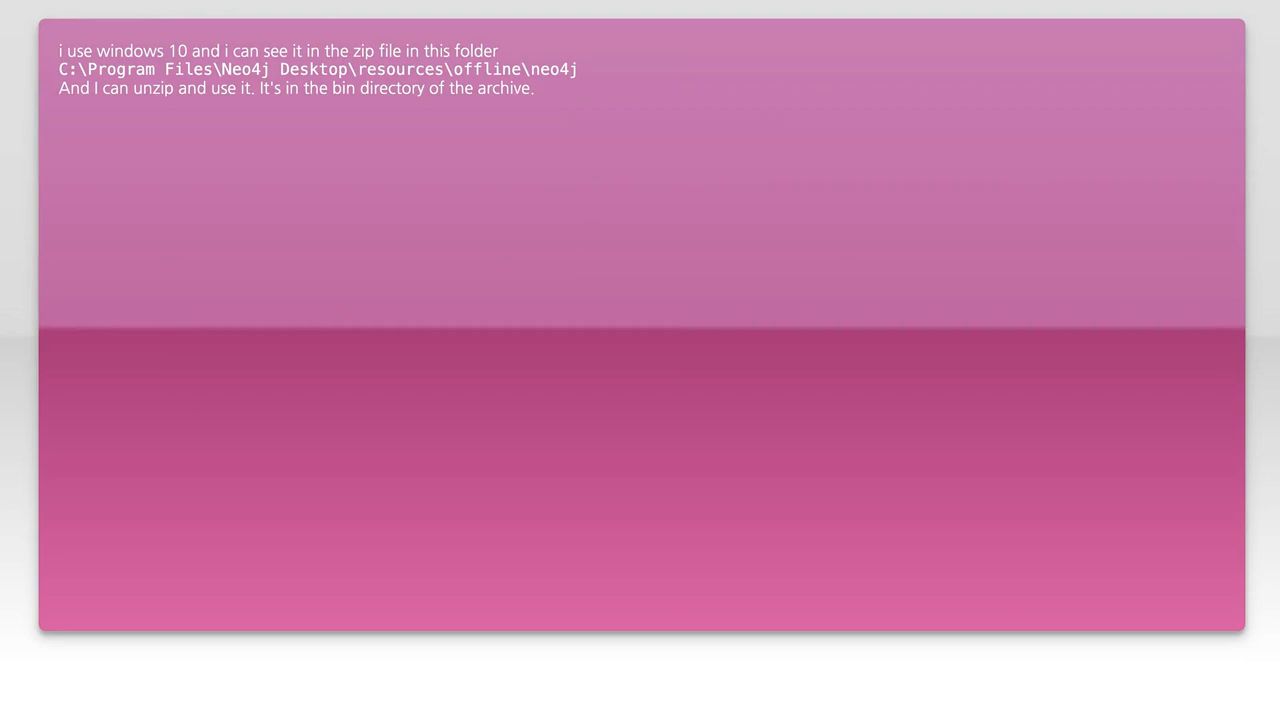 i use windows 10 and i can see it in the zip file in this folder
C:\Program Files\Neo4j Desktop\resources\offline\neo4j
And I can unzip and use it. It's in the bin directory of the archive.